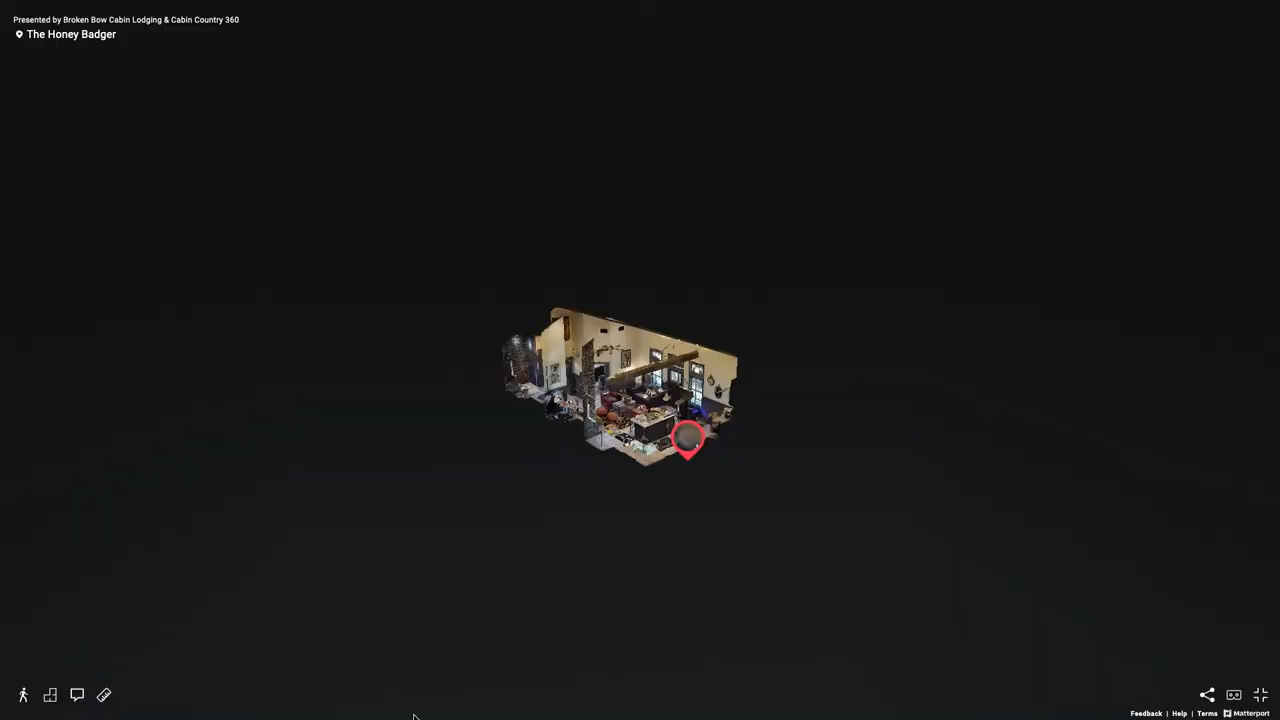 Presented by Broken Bow Cabin Lodging & Cabin Country 360
The Honey Badger
Feedback | Help | Terms Matterport